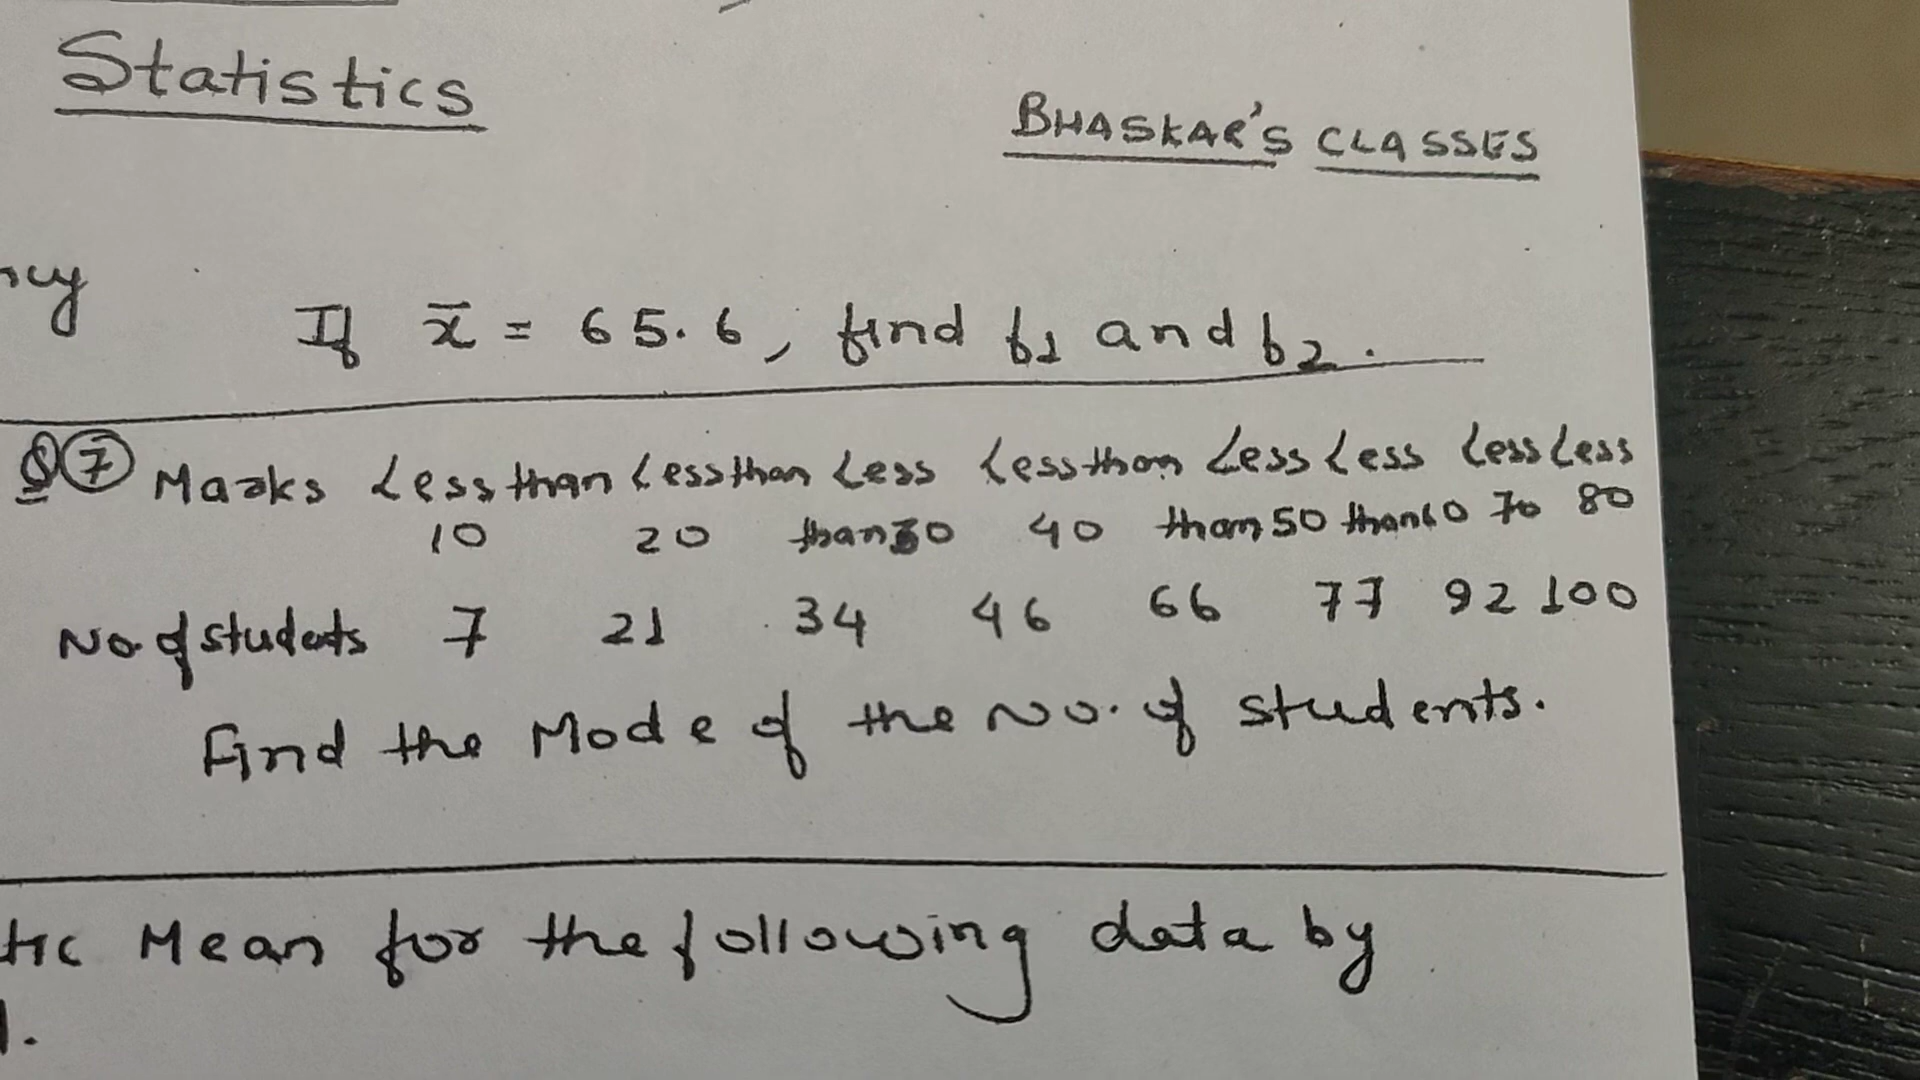 Statistics
BHASKAR'S CLASSES
If x̄ = 65.6, find f1 and f2.
Q 7 Marks Less than Less than Less Less than Less Less Less Less
10 20 than 30 40 than 50 than 60 70 80
No. of students 7 21 34 46 66 77 92 100
Find the Mode of the No. of students.
tic Mean for the following data by